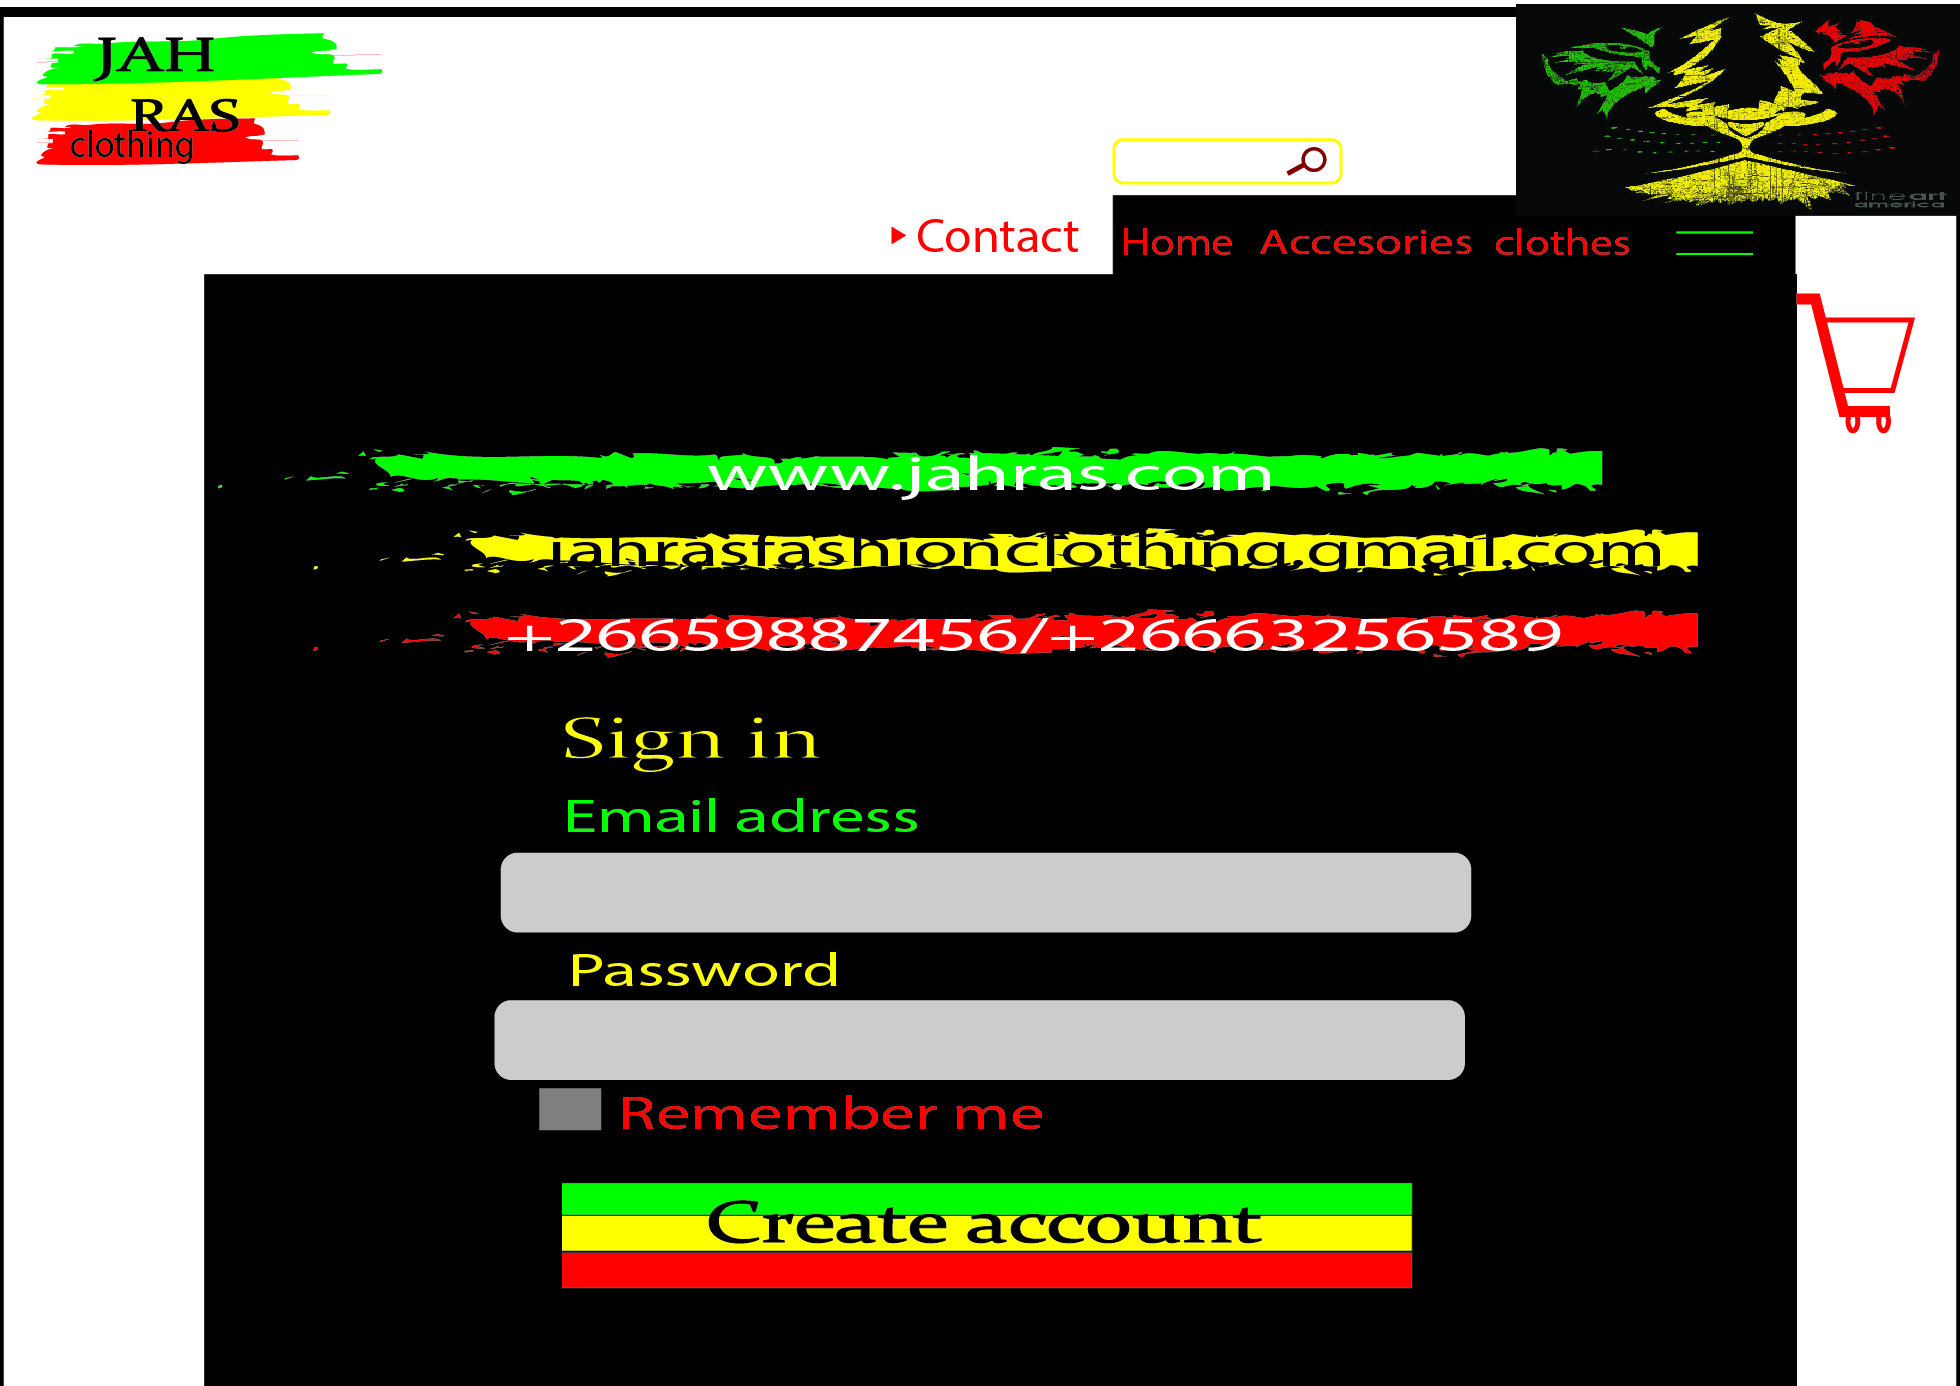 JAH
RAS
clothing
fineart
america
Contact
Home Accesories clothes
www.jahras.com
jahrasfashionclothing.gmail.com
+26659887456/+26663256589
Sign in
Email adress
Password
Remember me
Create account